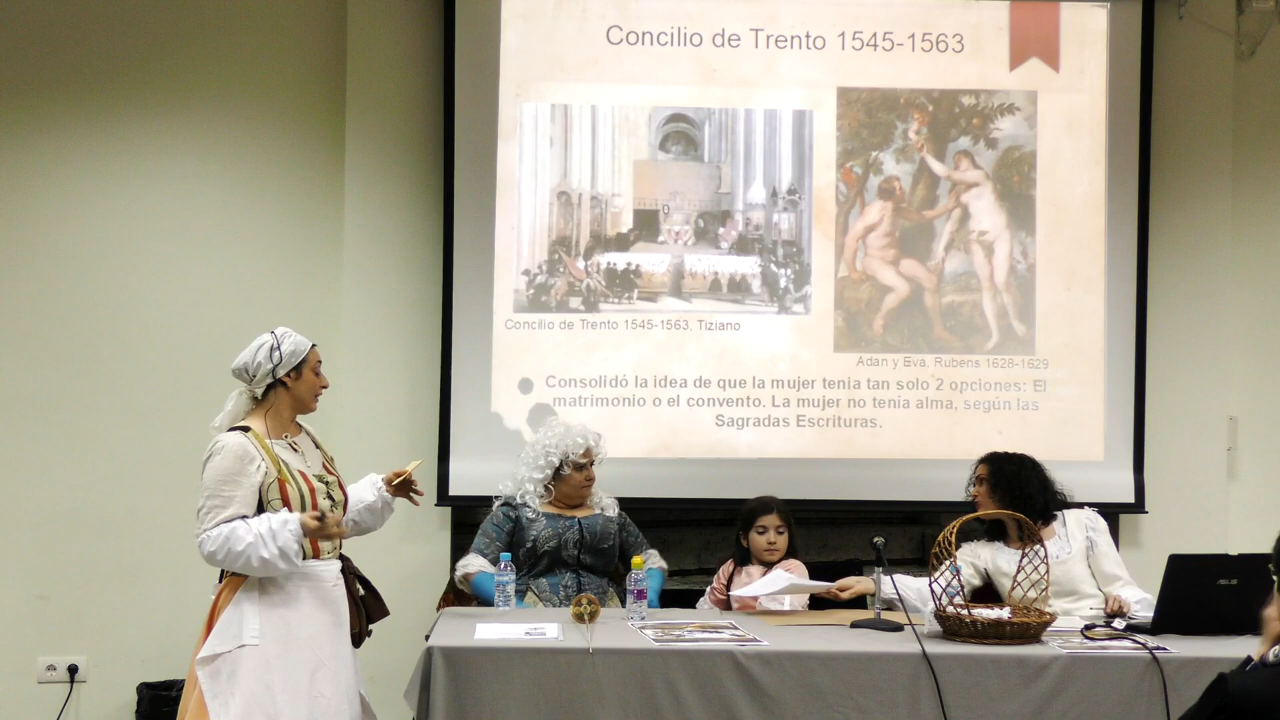 Concilio de Trento 1545-1563
Concilio de Trento 1545-1563, Tiziano
Adan y Eva, Rubens 1628-1629
Consolidó la idea de que la mujer tenia tan solo 2 opciones: El
matrimonio o el convento. La mujer no tenia alma, según las
Sagradas Escrituras.
ASUS